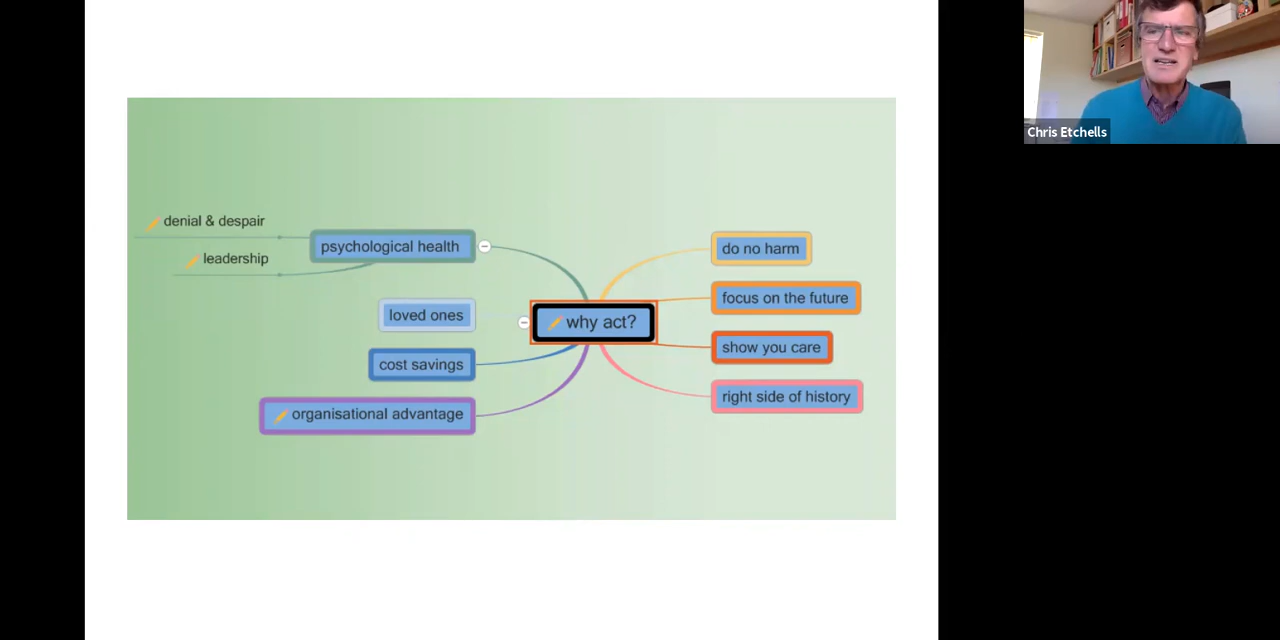 Chris Etchells
denial & despair
leadership
psychological health
loved ones
cost savings
organisational advantage
why act?
do no harm
focus on the future
show you care
right side of history